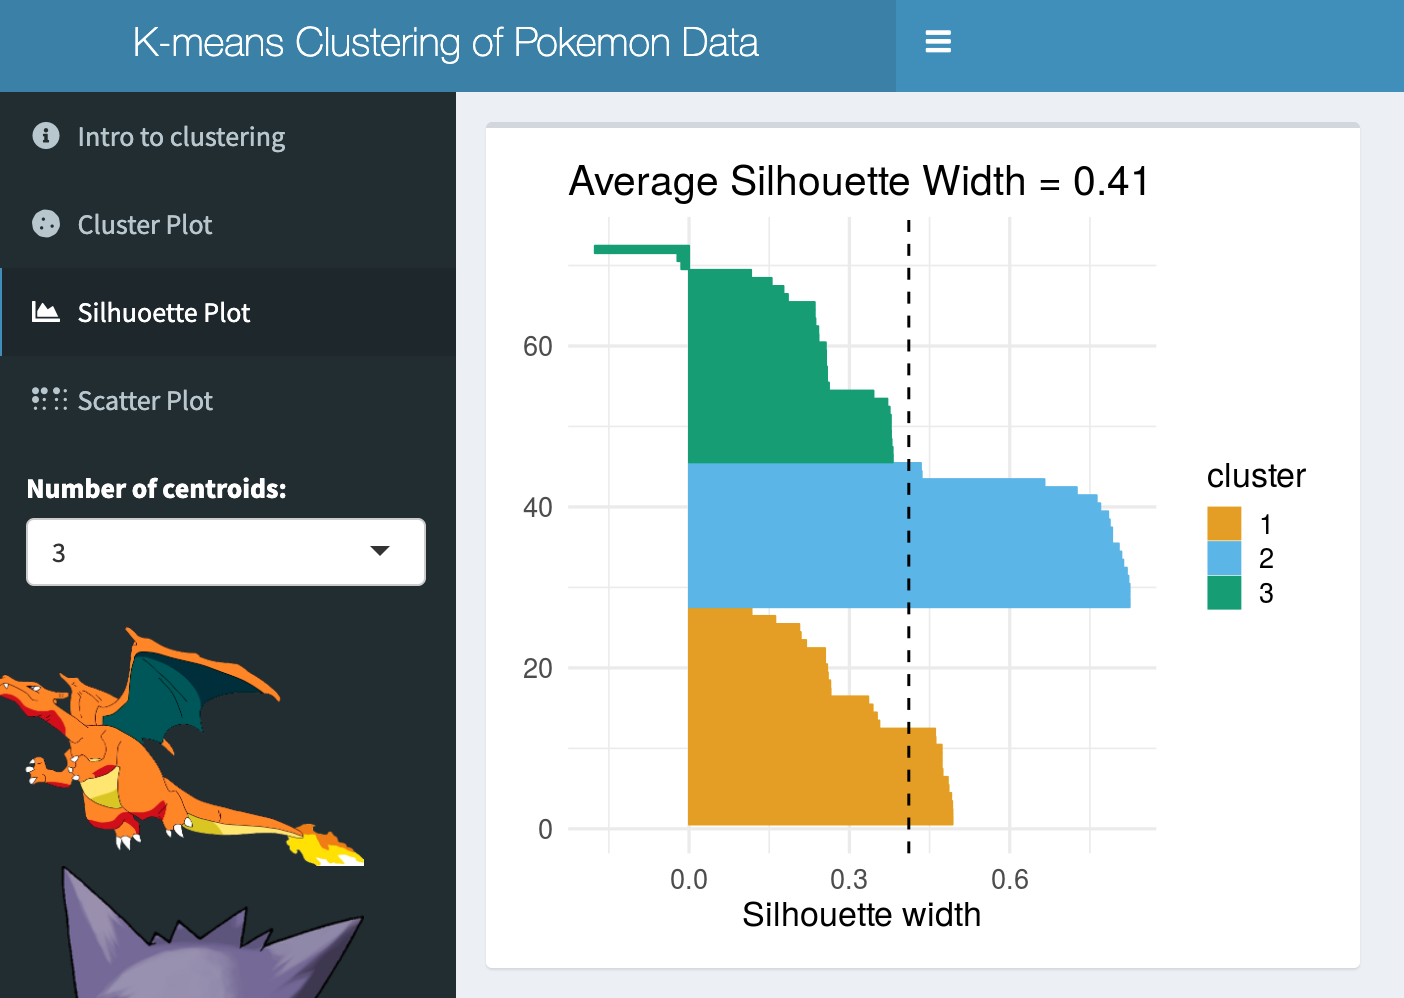 K-means Clustering of Pokemon Data
Intro to clustering
Cluster Plot
Silhuoette Plot
Scatter Plot
Number of centroids:
3
Average Silhouette Width = 0.41
60
40
20
0
0.0 0.3 0.6
Silhouette width
cluster
1
2
3